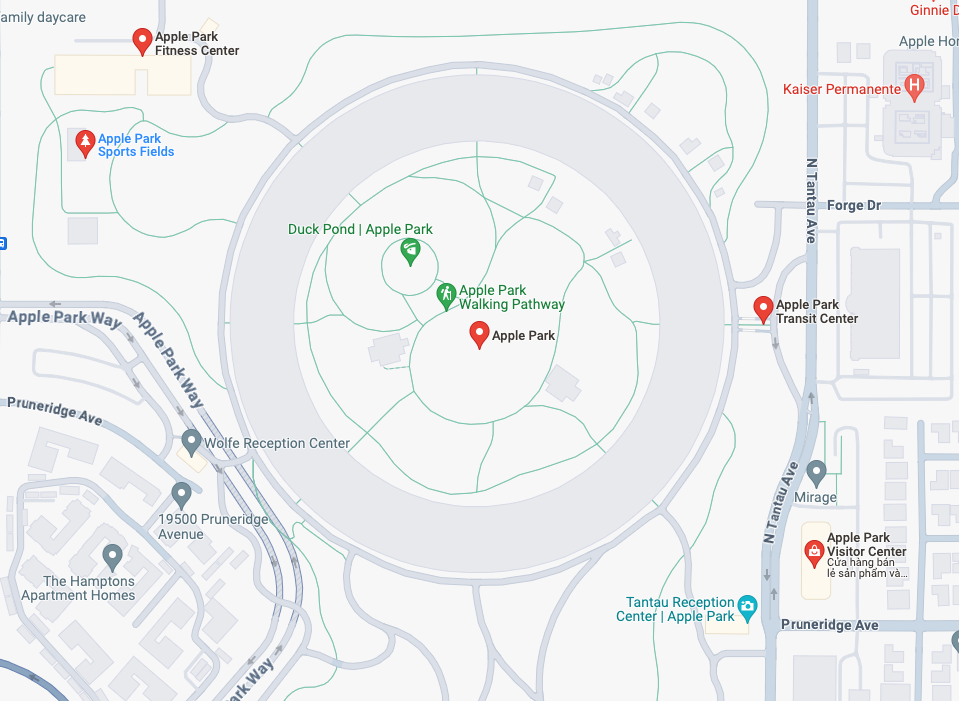 amily daycare
Ginnie D
Apple Park
Fitness Center
Apple Hor
Kaiser Permanente
H
Apple Park
Sports Fields
N Tantau Ave
Forge Dr
Duck Pond | Apple Park
Apple Park
Walking Pathway
Apple Park
Apple Park
Transit Center
Apple Park Way
Apple Park Way
Pruneridge Ave
Wolfe Reception Center
Mirage
N Tantau Ave
19500 Pruneridge
Avenue
Apple Park
Visitor Center
Cửa hàng bán
lẻ sản phẩm và...
The Hamptons
Apartment Homes
Tantau Reception
Center | Apple Park
Pruneridge Ave
ark Way